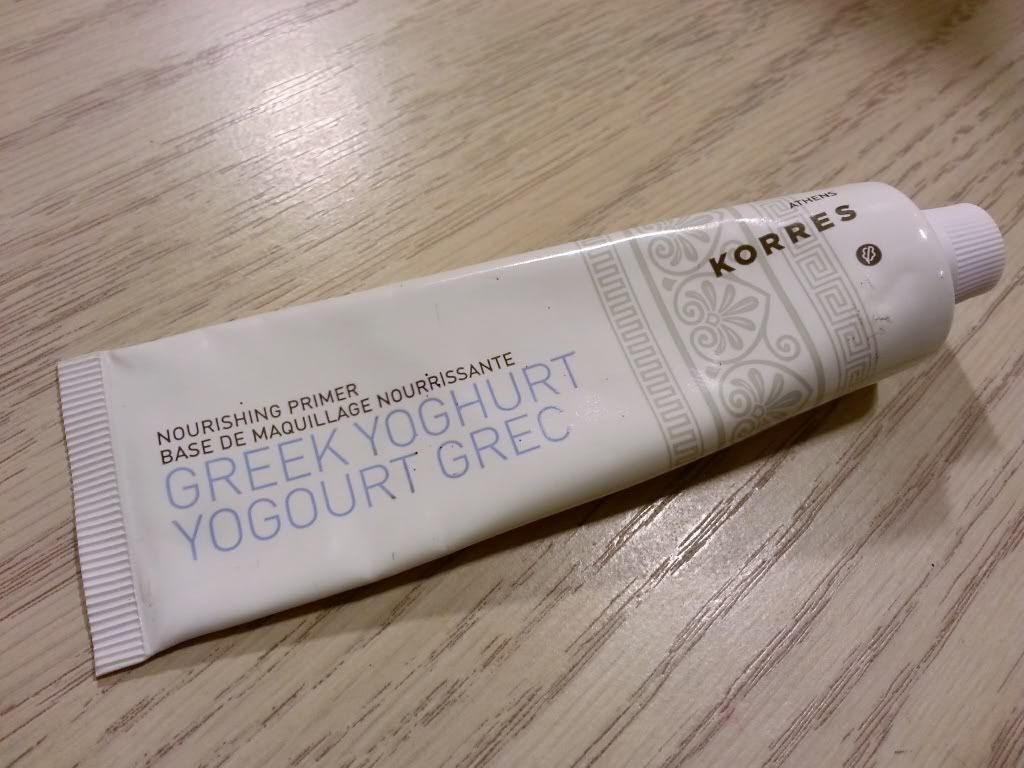 ATHENS
KORRES
NOURISHING PRIMER
BASE DE MAQUILLAGE NOURRISSANTE
GREEK YOGHURT
YOGOURT GREC